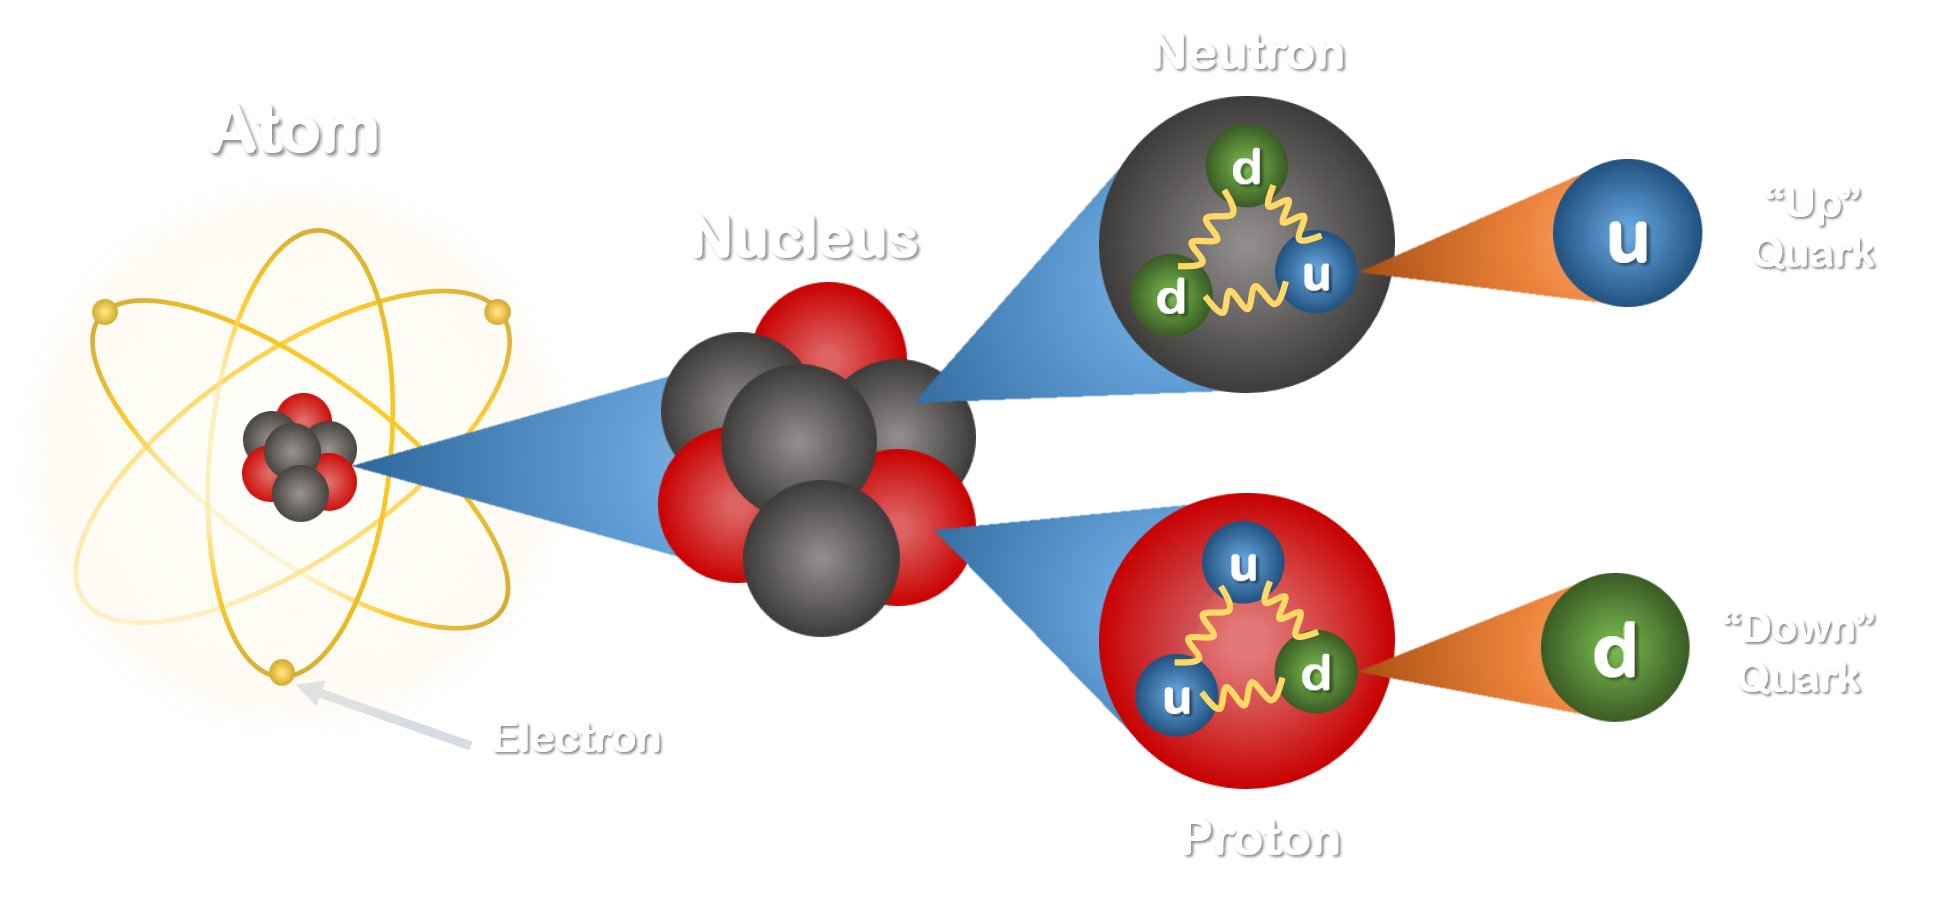 Atom
Electron
Nucleus
Neutron
d
d
u
u
“Up”
Quark
u
u
d
Proton
d
“Down”
Quark